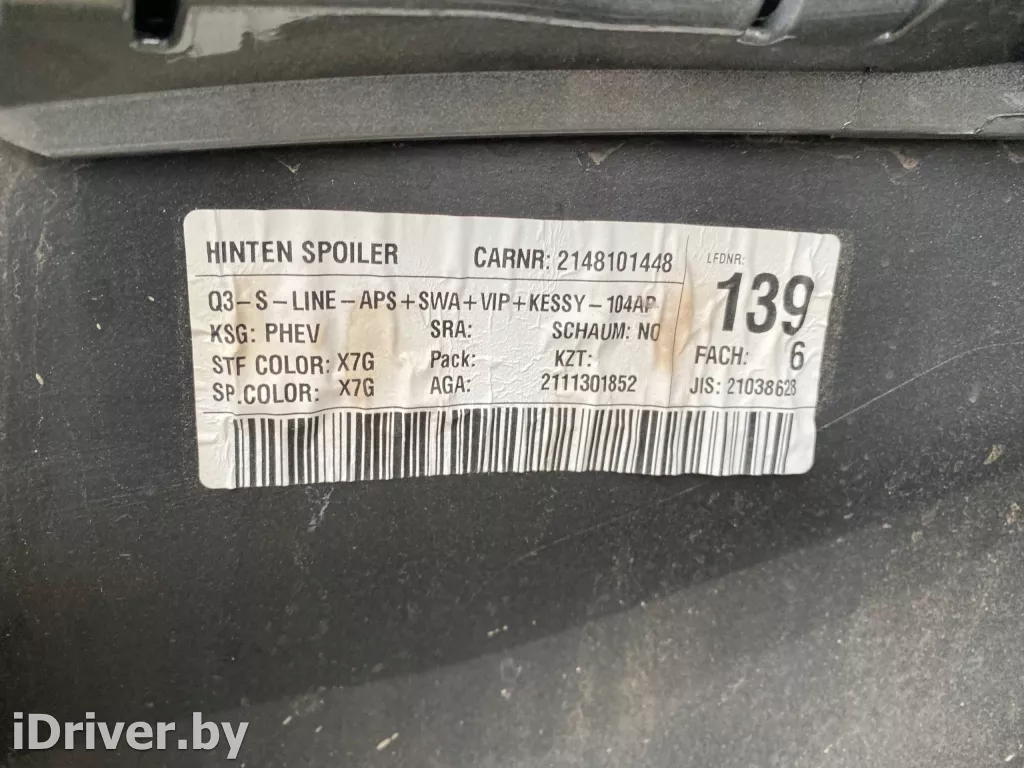 HINTEN SPOILER CARNR: 2148101448
LFDNR:
139
Q3-S-LINE-APS+SWA+VIP+KESSY-104AP
KSG: PHEV SRA: SCHAUM: NO
STF COLOR: X7G Pack: KZT:
FACH: 6
SP.COLOR: X7G AGA: 2111301852
JIS: 21038628
iDriver.by